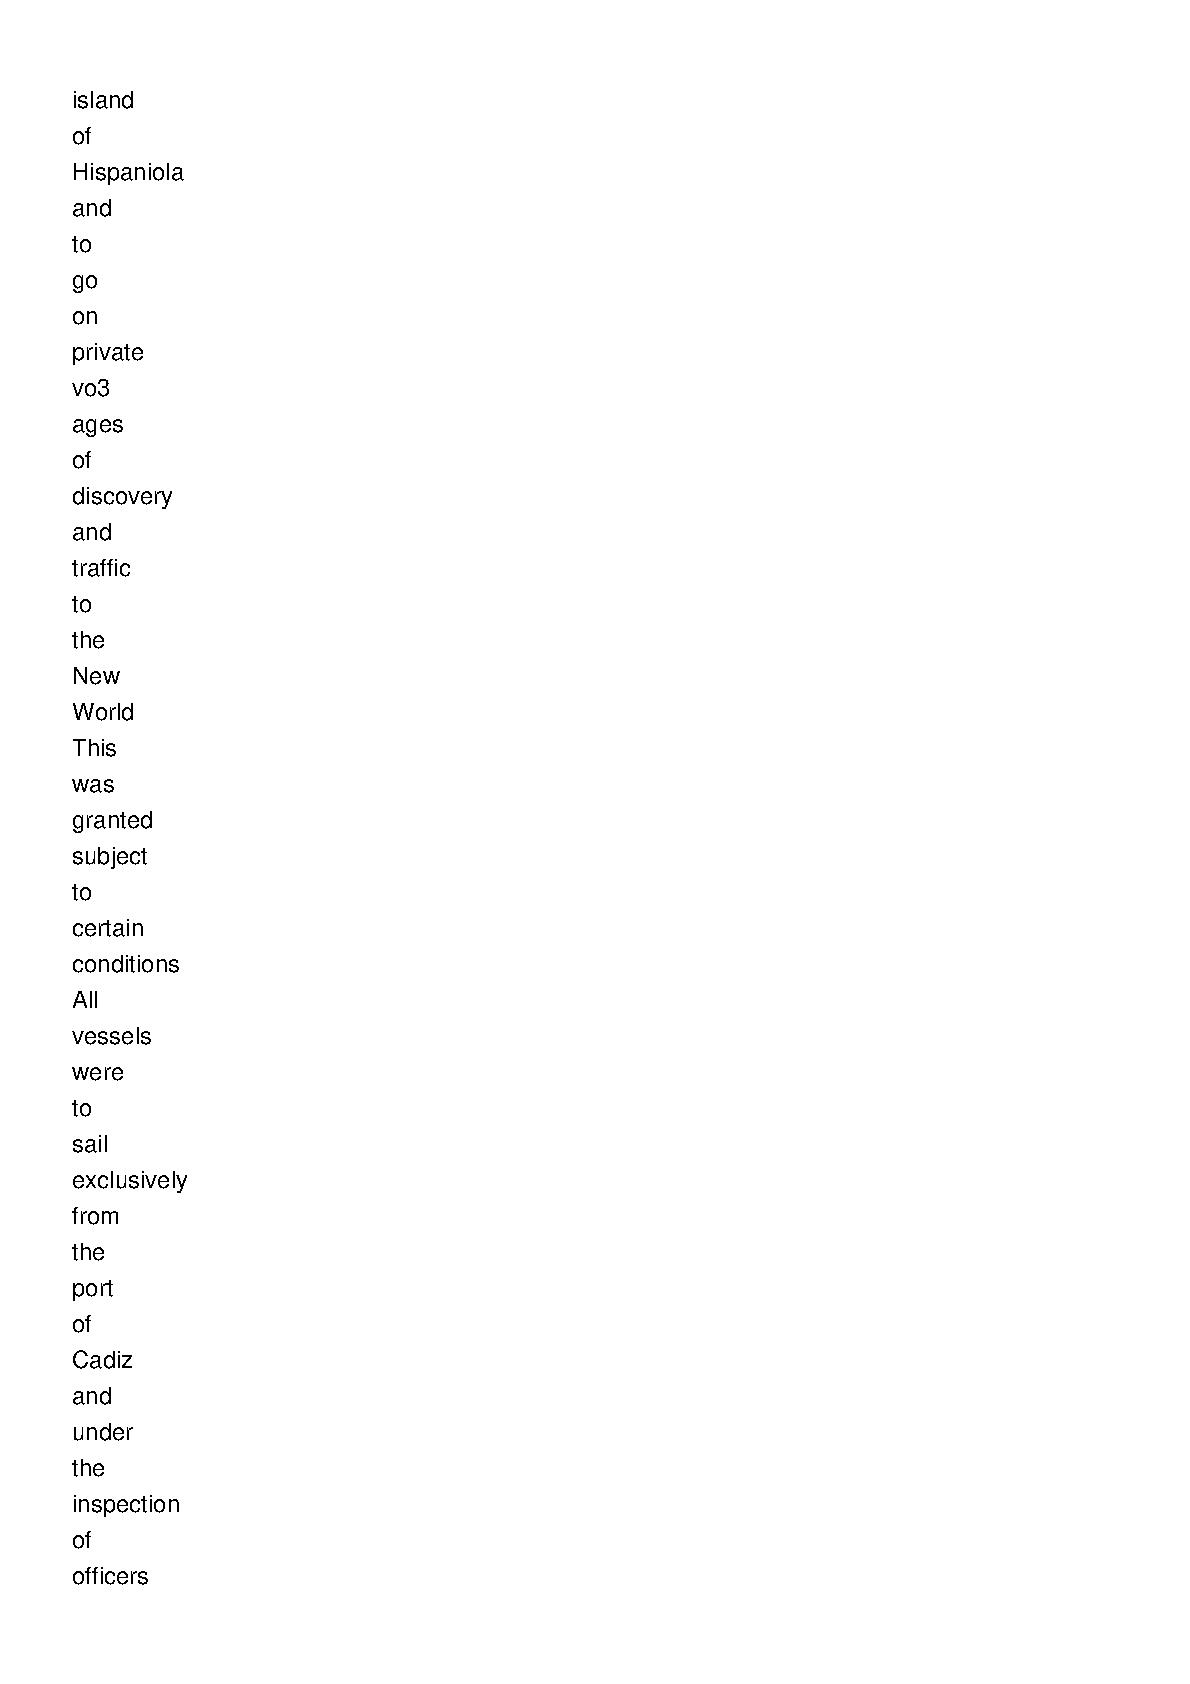 island
of
Hispaniola
and
to
go
on
private
vo3
ages
of
discovery
and
traffic
to
the
New
World
This
was
granted
subject
to
certain
conditions
All
vessels
were
to
sail
exclusively
from
the
port
of
Cadiz
and
under
the
inspection
of
officers